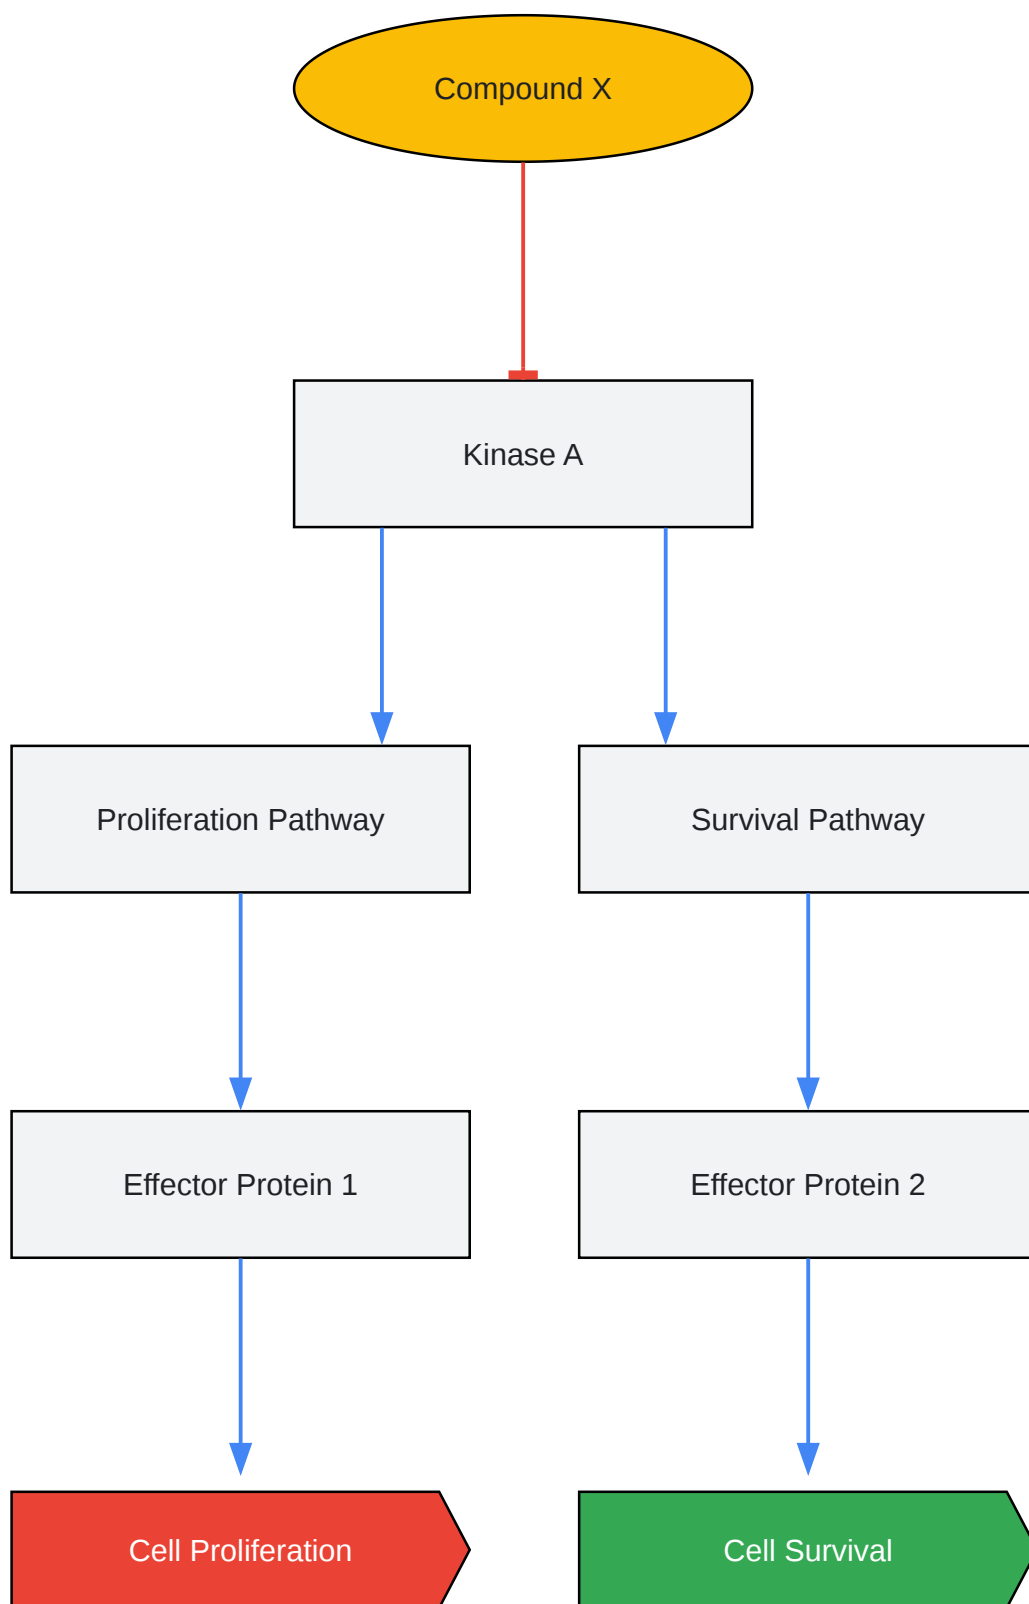 Compound X
Kinase A
Proliferation Pathway
Survival Pathway
Effector Protein 1
Effector Protein 2
Cell Proliferation
Cell Survival